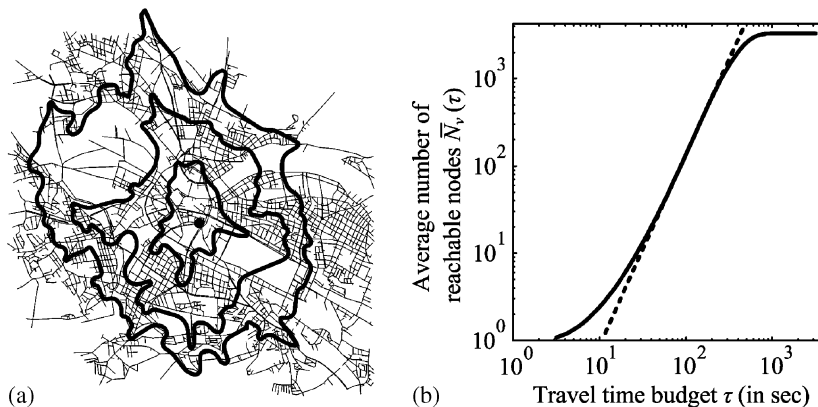 (a)
Average number of
reachable nodes N̅ᵥ(τ)
10³
10²
10¹
10⁰
10⁰ 10¹ 10² 10³
Travel time budget τ (in sec)
(b)